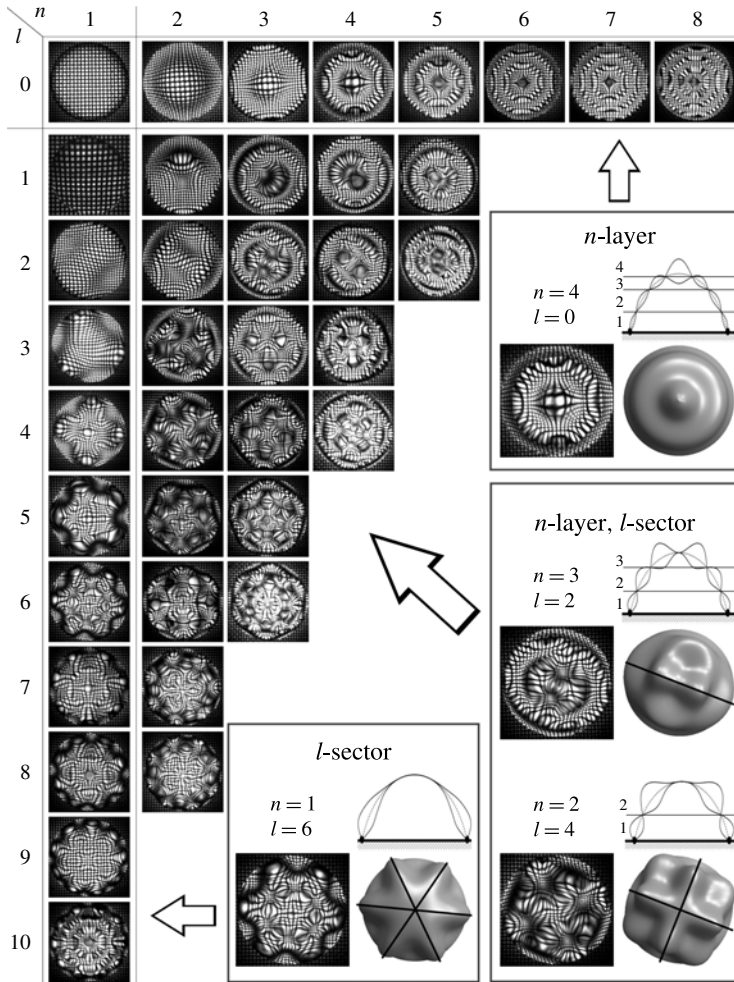 n
l
1 2 3 4 5 6 7 8
0
1
2
3
4
5
6
7
8
9
10
n-layer
n = 4
l = 0
4
3
2
1
n-layer, l-sector
n = 3
l = 2
3
2
1
n = 2
l = 4
2
1
l-sector
n = 1
l = 6